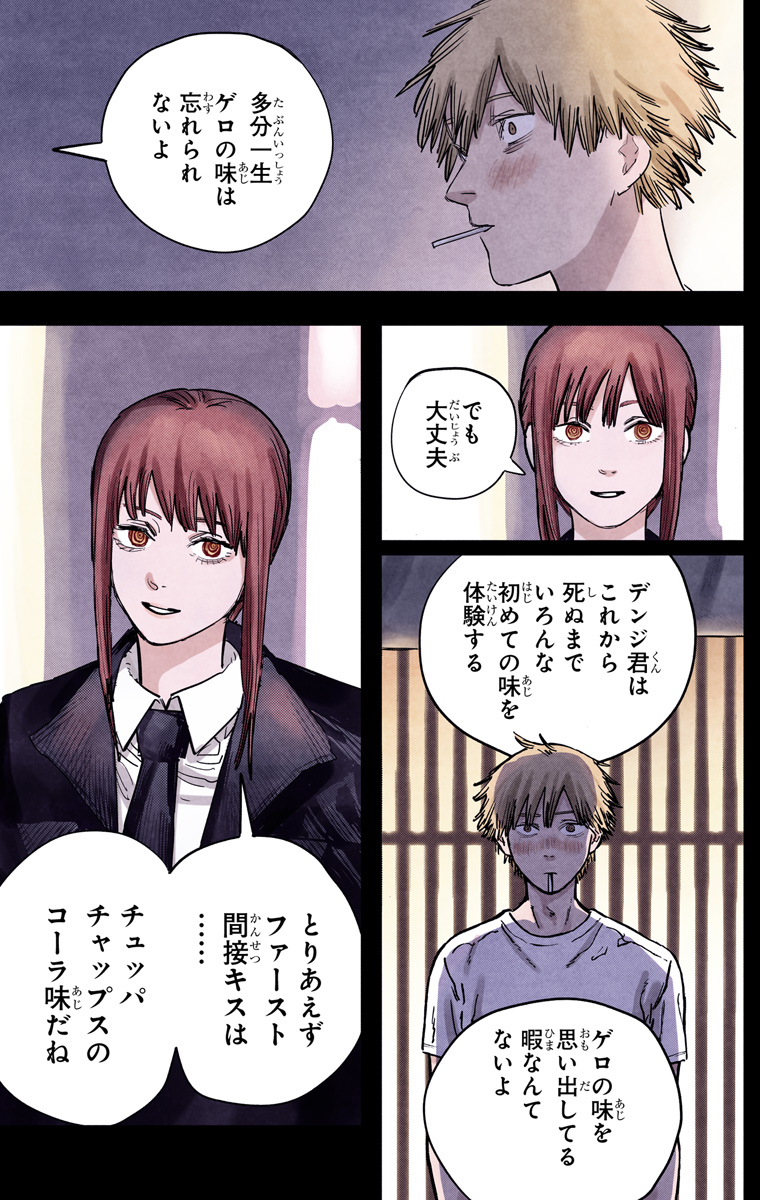 多分一生
ゲロの味は
忘れられ
ないよ
でも
大丈夫
デンジ君は
これから
死ぬまで
いろんな
初めての味を
体験する
ゲロの味を
思い出してる
暇なんて
ないよ
とりあえず
ファースト
間接キスは
……
チュッパ
チャップスの
コーラ味だね